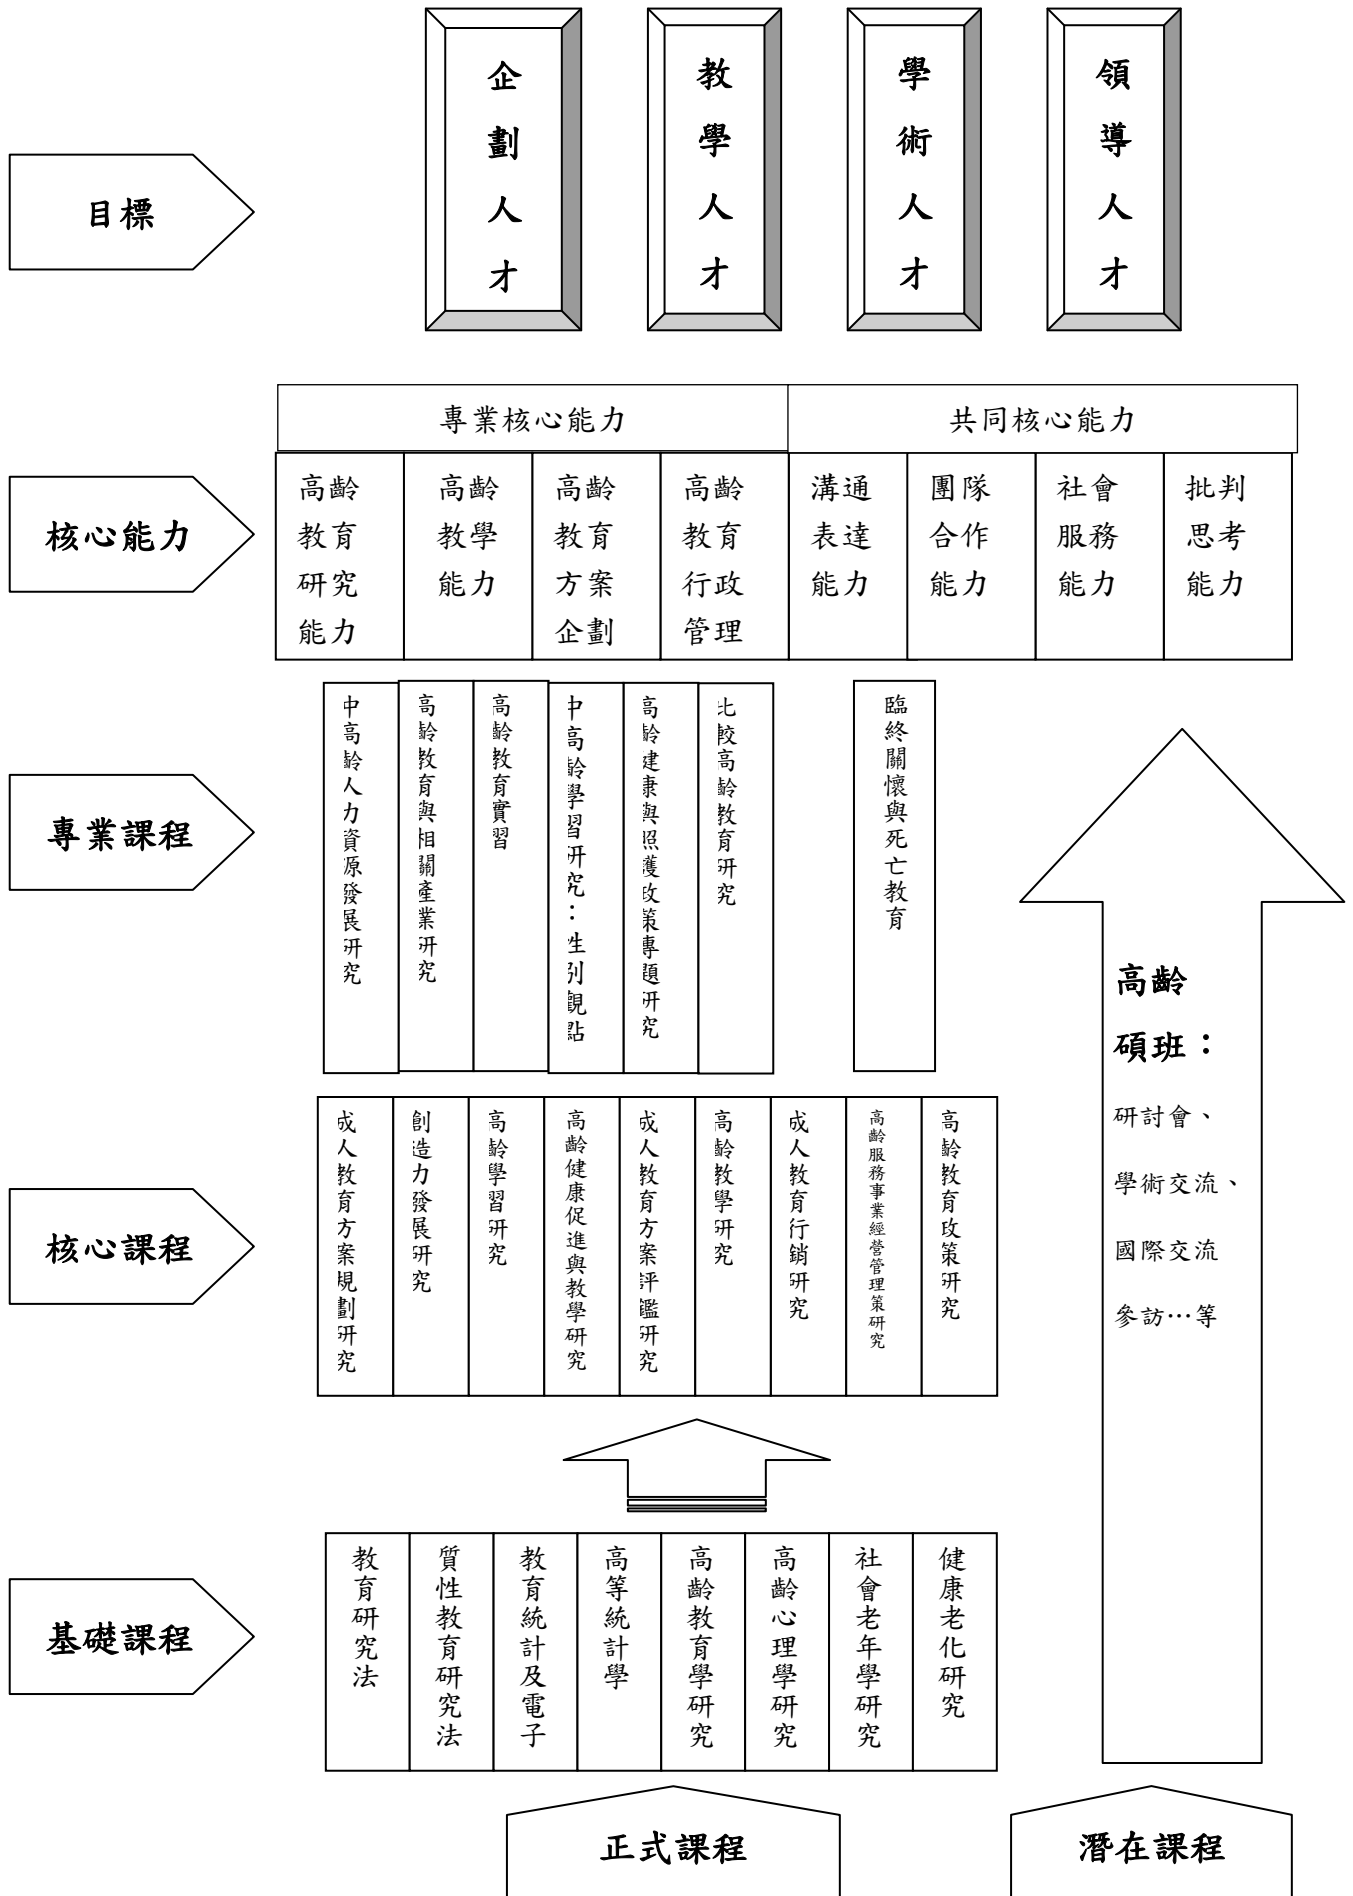 企劃人才
教學人才
學術人才
領導人才
目標
專業核心能力
共同核心能力
核心能力
高齡
教育
研究
能力
高齡
教學
能力
高齡
教育
方案
企劃
高齡
教育
行政
管理
溝通
表達
能力
團隊
合作
能力
社會
服務
能力
批判
思考
能力
專業課程
中高齡人力資源發展研究
高齡教育與相關產業研究
高齡教育實習
中高齡學習研究：性別觀點
高齡健康與照護政策專題研究
比較高齡教育研究
臨終關懷與死亡教育
高齡
碩班：
研討會、
學術交流、
國際交流
參訪…等
核心課程
成人教育方案規劃研究
創造力發展研究
高齡學習研究
高齡健康促進與教學研究
成人教育方案評鑑研究
高齡教學研究
成人教育行銷研究
高齡服務事業經營管理策研究
高齡教育政策研究
基礎課程
教育研究法
質性教育研究法
教育統計及電子
高等統計學
高齡教育學研究
高齡心理學研究
社會老年學研究
健康老化研究
正式課程
潛在課程